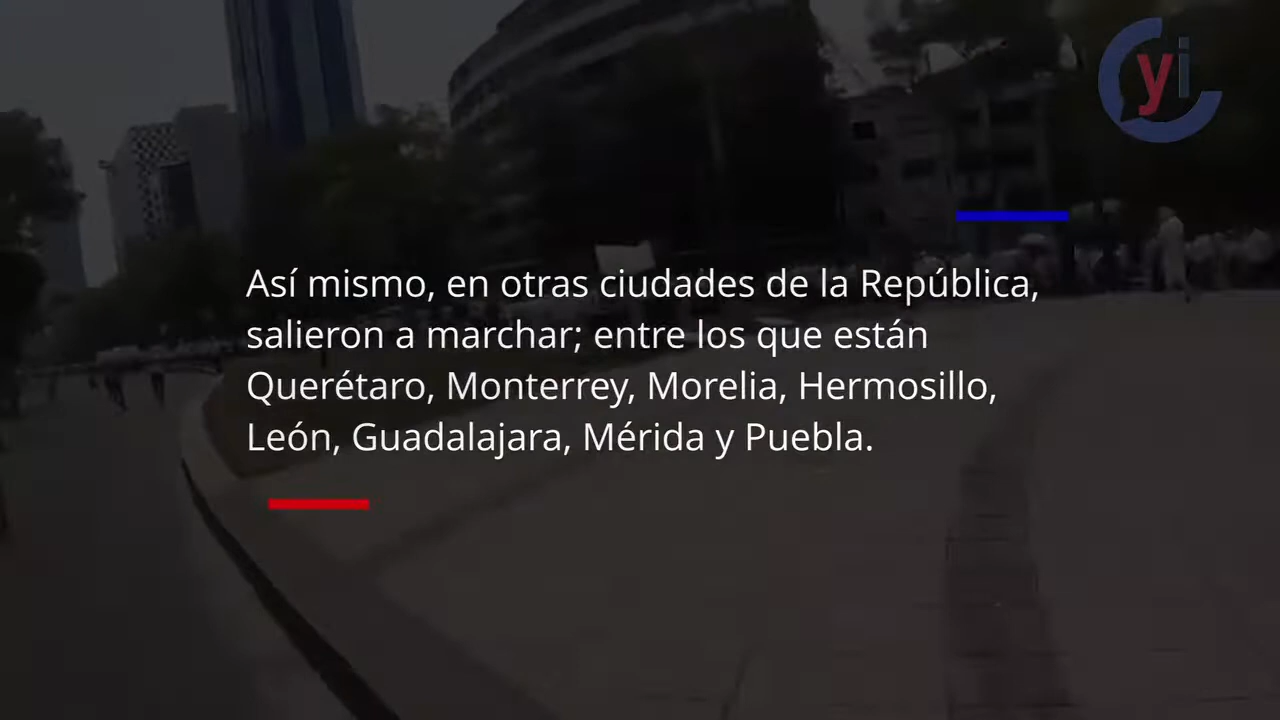 yi
Así mismo, en otras ciudades de la República,
salieron a marchar; entre los que están
Querétaro, Monterrey, Morelia, Hermosillo,
León, Guadalajara, Mérida y Puebla.